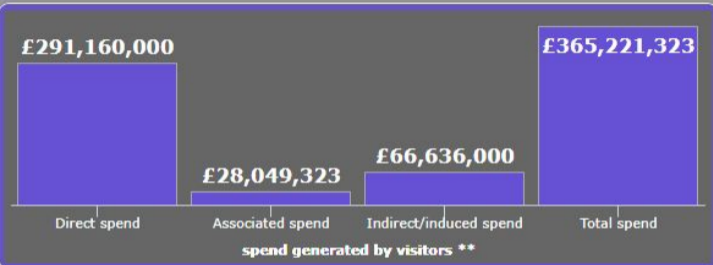 £291,160,000
£28,049,323
£66,636,000
£365,221,323
Direct spend
Associated spend
Indirect/induced spend
Total spend
spend generated by visitors **